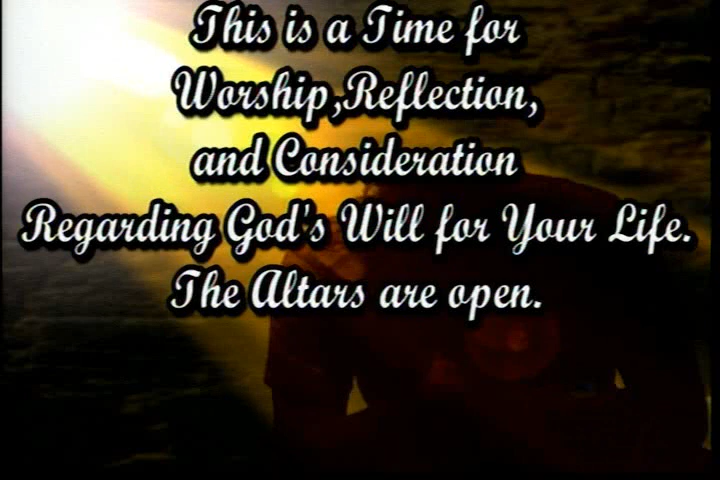 This is a Time for
Worship,Reflection,
and Consideration
Regarding God's Will for Your Life.
The Altars are open.